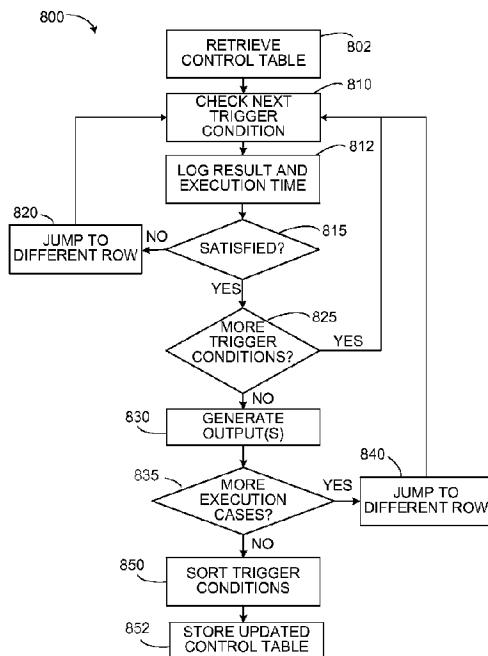 800
RETRIEVE
CONTROL TABLE
802
810
CHECK NEXT
TRIGGER
CONDITION
812
LOG RESULT AND
EXECUTION TIME
820
JUMP TO
DIFFERENT ROW
NO
815
SATISFIED?
YES
825
MORE
TRIGGER
CONDITIONS?
YES
NO
830
GENERATE
OUTPUT(S)
835
MORE
EXECUTION
CASES?
YES
840
JUMP TO
DIFFERENT ROW
NO
850
SORT TRIGGER
CONDITIONS
852
STORE UPDATED
CONTROL TABLE